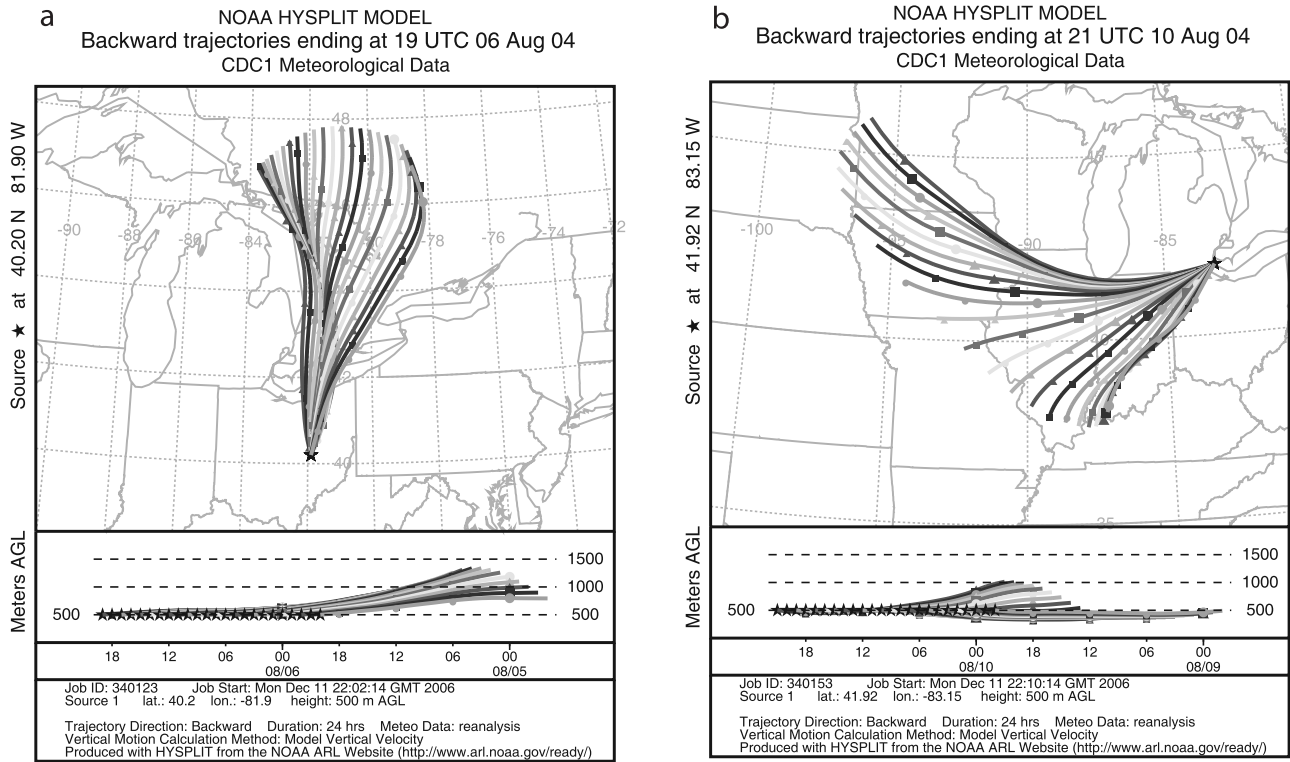 a
NOAA HYSPLIT MODEL
Backward trajectories ending at 19 UTC 06 Aug 04
CDC1 Meteorological Data
Source ★ at 40.20 N 81.90 W
48
-90
-88
-84
-78
-76
-74
-72
40
Meters AGL
1500
1000
500
500
18 12 06 00 18 12 06 00
08/06 08/05
Job ID: 340123 Job Start: Mon Dec 11 22:02:14 GMT 2006
Source 1 lat.: 40.2 lon.: -81.9 height: 500 m AGL
Trajectory Direction: Backward Duration: 24 hrs Meteo Data: reanalysis
Vertical Motion Calculation Method: Model Vertical Velocity
Produced with HYSPLIT from the NOAA ARL Website (http://www.arl.noaa.gov/ready/)
b
NOAA HYSPLIT MODEL
Backward trajectories ending at 21 UTC 10 Aug 04
CDC1 Meteorological Data
Source ★ at 41.92 N 83.15 W
-100
-95
-90
-85
Meters AGL
1500
1000
500
500
18 12 06 00 18 12 06 00
08/10 08/09
Job ID: 340153 Job Start: Mon Dec 11 22:10:14 GMT 2006
Source 1 lat.: 41.92 lon.: -83.15 height: 500 m AGL
Trajectory Direction: Backward Duration: 24 hrs Meteo Data: reanalysis
Vertical Motion Calculation Method: Model Vertical Velocity
Produced with HYSPLIT from the NOAA ARL Website (http://www.arl.noaa.gov/ready/)